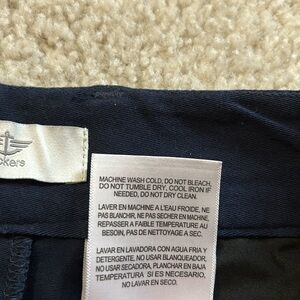 ckers
MACHINE WASH COLD, DO NOT BLEACH,
DO NOT TUMBLE DRY, COOL IRON IF
NEEDED, DO NOT DRY CLEAN.
LAVER EN MACHINE A L'EAU FROIDE, NE
PAS BLANCHIR, NE PAS SÉCHER EN MACHINE,
REPASSER A FAIBLE TEMPERATURE AU
BESOIN, PAS DE NETTOYAGE A SEC.
LAVAR EN LAVADORA CON AGUA FRIA Y
DETERGENTE, NO USAR BLANQUEADOR,
NO USAR SECADORA, PLANCHAR EN BAJA
TEMPERATURA SI ES NECESARIO,
NO LAVAR EN SECO.